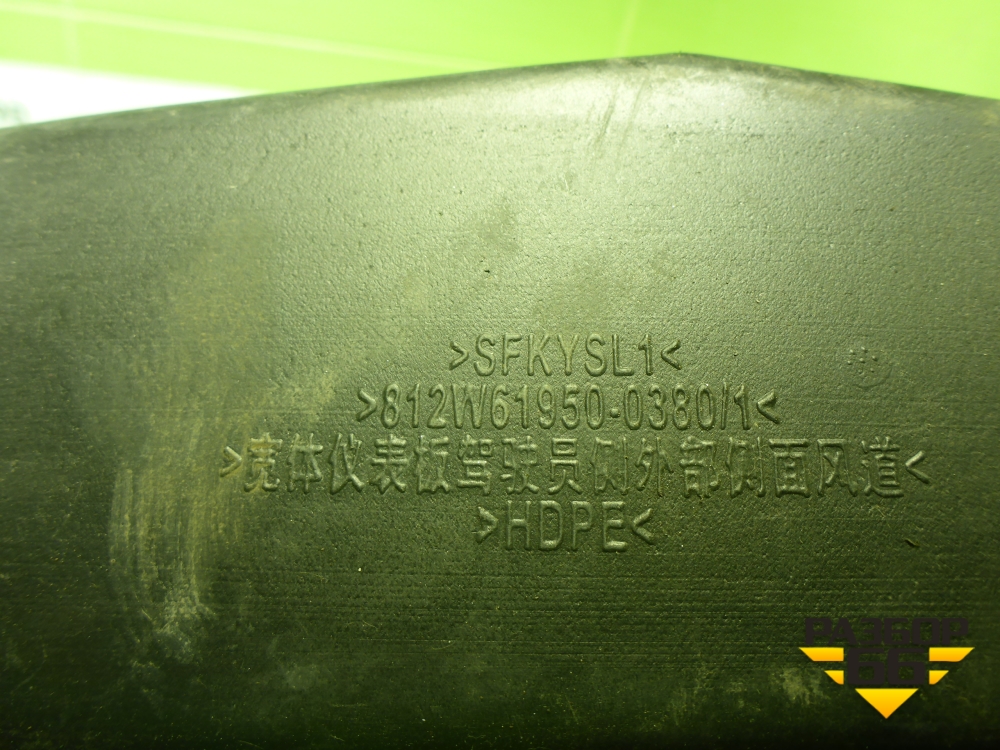 >SFKYSL1<
>812W61950-0380/1<
>壳体仪表板驾驶员侧外部侧面风道<
>HDPE<
РАЗБОР
66